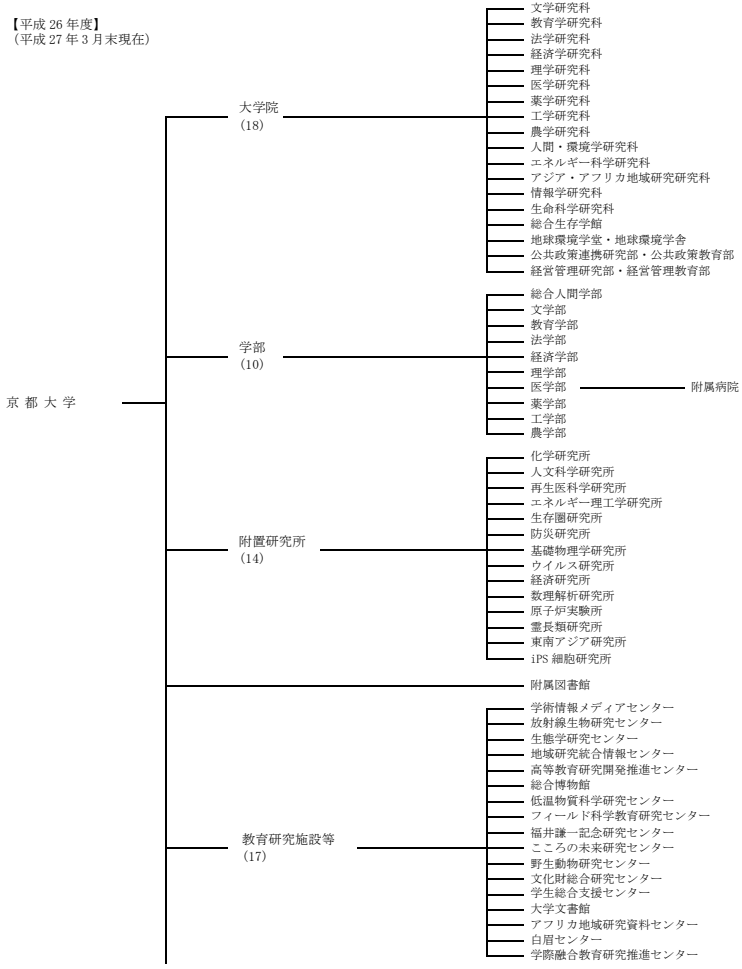 【平成 26 年度】
(平成 27 年 3 月末現在)
京 都 大 学
大学院
(18)
文学研究科
教育学研究科
法学研究科
経済学研究科
理学研究科
医学研究科
薬学研究科
工学研究科
農学研究科
人間・環境学研究科
エネルギー科学研究科
アジア・アフリカ地域研究研究科
情報学研究科
生命科学研究科
総合生存学館
地球環境学堂・地球環境学舎
公共政策連携研究部・公共政策教育部
経営管理研究部・経営管理教育部
学部
(10)
総合人間学部
文学部
教育学部
法学部
経済学部
理学部
医学部
附属病院
薬学部
工学部
農学部
附置研究所
(14)
化学研究所
人文科学研究所
再生医科学研究所
エネルギー理工学研究所
生存圏研究所
防災研究所
基礎物理学研究所
ウイルス研究所
経済研究所
数理解析研究所
原子炉実験所
霊長類研究所
東南アジア研究所
iPS 細胞研究所
附属図書館
教育研究施設等
(17)
学術情報メディアセンター
放射線生物研究センター
生態学研究センター
地域研究統合情報センター
高等教育研究開発推進センター
総合博物館
低温物質科学研究センター
フィールド科学教育研究センター
福井謙一記念研究センター
こころの未来研究センター
野生動物研究センター
文化財総合研究センター
学生総合支援センター
大学文書館
アフリカ地域研究資料センター
白眉センター
学際融合教育研究推進センター